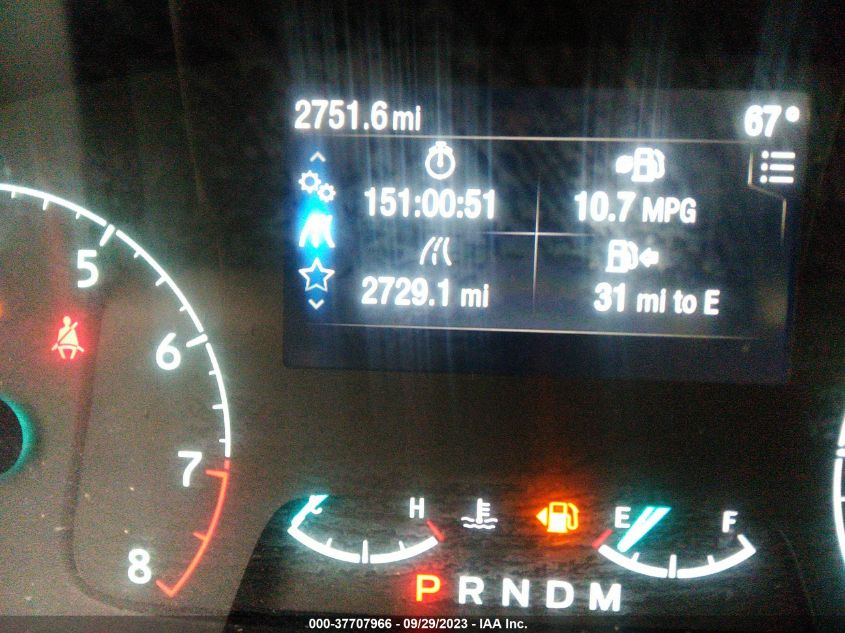 2751.6 mi 67°
151:00:51 10.7 MPG
2729.1 mi 31 mi to E
5
6
7
8
C H E F
P R N D M
000-37707966 - 09/29/2023 - IAA Inc.